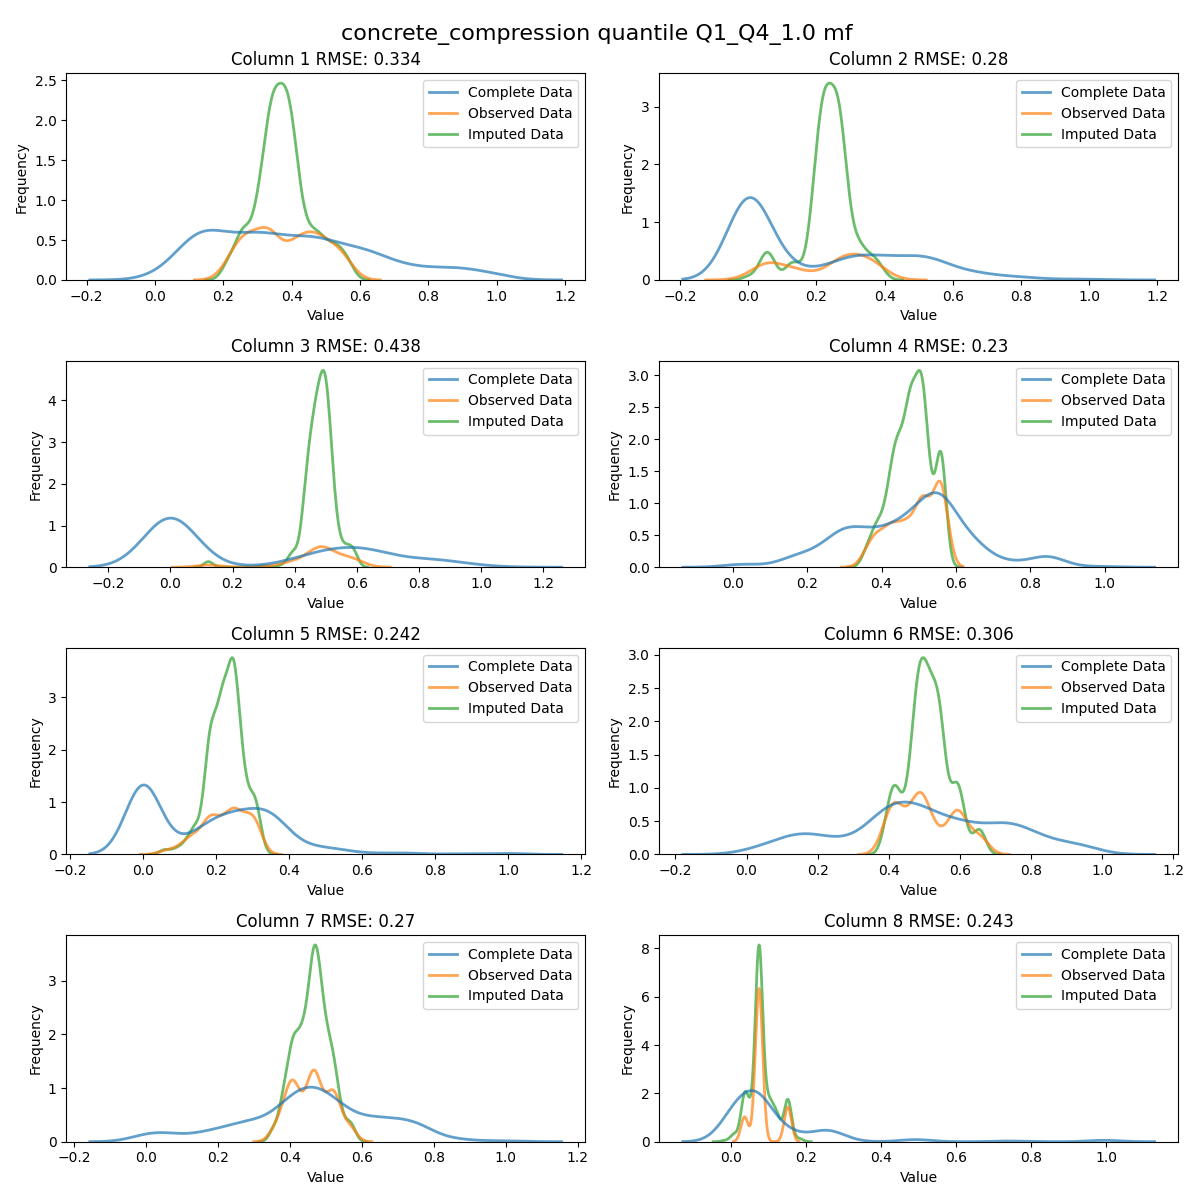 concrete_compression quantile Q1_Q4_1.0 mf
Column 1 RMSE: 0.334
Complete Data
Observed Data
Imputed Data
Frequency
0.0
0.5
1.0
1.5
2.0
2.5
−0.2 0.0 0.2 0.4 0.6 0.8 1.0 1.2
Value
Column 2 RMSE: 0.28
Complete Data
Observed Data
Imputed Data
Frequency
0
1
2
3
−0.2 0.0 0.2 0.4 0.6 0.8 1.0 1.2
Value
Column 3 RMSE: 0.438
Complete Data
Observed Data
Imputed Data
Frequency
0
1
2
3
4
−0.2 0.0 0.2 0.4 0.6 0.8 1.0 1.2
Value
Column 4 RMSE: 0.23
Complete Data
Observed Data
Imputed Data
Frequency
0.0
0.5
1.0
1.5
2.0
2.5
3.0
0.0 0.2 0.4 0.6 0.8 1.0
Value
Column 5 RMSE: 0.242
Complete Data
Observed Data
Imputed Data
Frequency
0
1
2
3
−0.2 0.0 0.2 0.4 0.6 0.8 1.0 1.2
Value
Column 6 RMSE: 0.306
Complete Data
Observed Data
Imputed Data
Frequency
0.0
0.5
1.0
1.5
2.0
2.5
3.0
−0.2 0.0 0.2 0.4 0.6 0.8 1.0 1.2
Value
Column 7 RMSE: 0.27
Complete Data
Observed Data
Imputed Data
Frequency
0
1
2
3
−0.2 0.0 0.2 0.4 0.6 0.8 1.0 1.2
Value
Column 8 RMSE: 0.243
Complete Data
Observed Data
Imputed Data
Frequency
0
2
4
6
8
0.0 0.2 0.4 0.6 0.8 1.0
Value